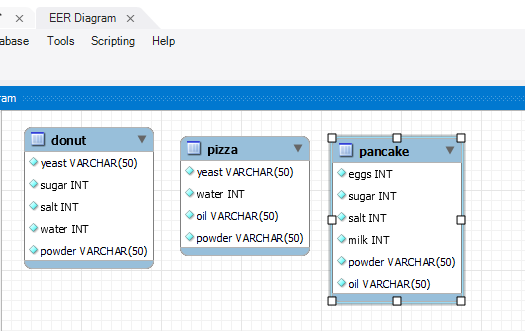 EER Diagram
abase Tools Scripting Help
ram
donut
yeast VARCHAR(50)
sugar INT
salt INT
water INT
powder VARCHAR(50)
pizza
yeast VARCHAR(50)
water INT
oil VARCHAR(50)
powder VARCHAR(50)
pancake
eggs INT
sugar INT
salt INT
milk INT
powder VARCHAR(50)
oil VARCHAR(50)